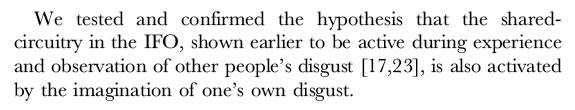 We tested and confirmed the hypothesis that the shared-
circuitry in the IFO, shown earlier to be active during experience
and observation of other people's disgust [17,23], is also activated
by the imagination of one's own disgust.